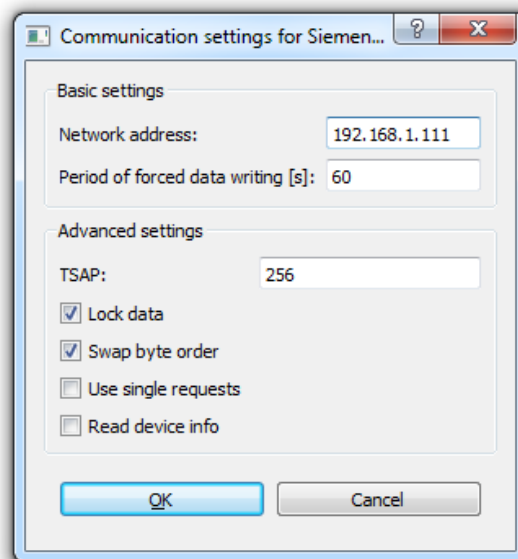 Communication settings for Siemen...
Basic settings
Network address: 192.168.1.111
Period of forced data writing [s]: 60
Advanced settings
TSAP: 256
Lock data
Swap byte order
Use single requests
Read device info
OK Cancel